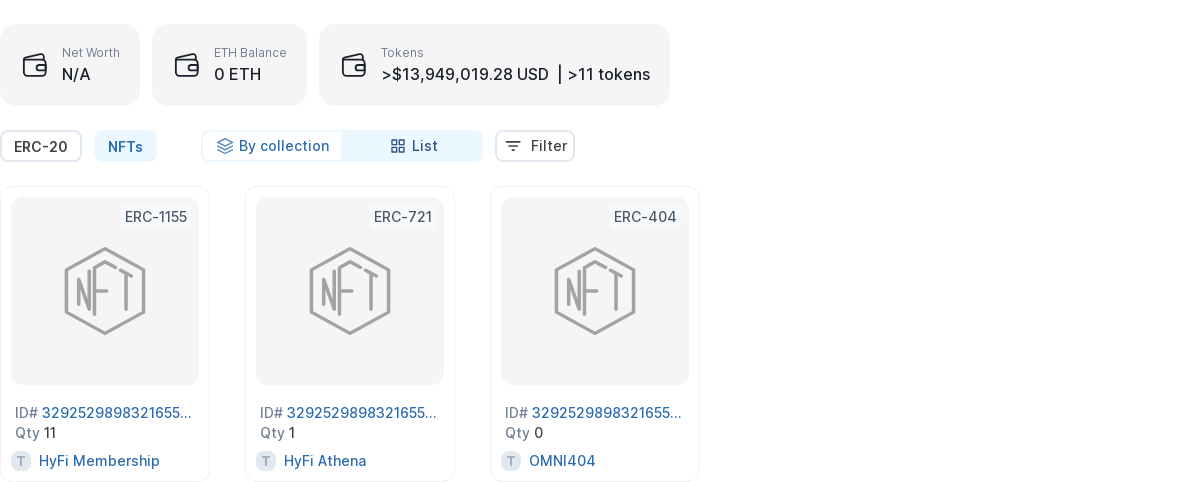 Net Worth
N/A
ETH Balance
0 ETH
Tokens
>$13,949,019.28 USD | >11 tokens
ERC-20
NFTs
By collection
List
Filter
ERC-1155
NFT
ID# 3292529898321655...
Qty 11
T HyFi Membership
ERC-721
NFT
ID# 3292529898321655...
Qty 1
T HyFi Athena
ERC-404
NFT
ID# 3292529898321655...
Qty 0
T OMNI404